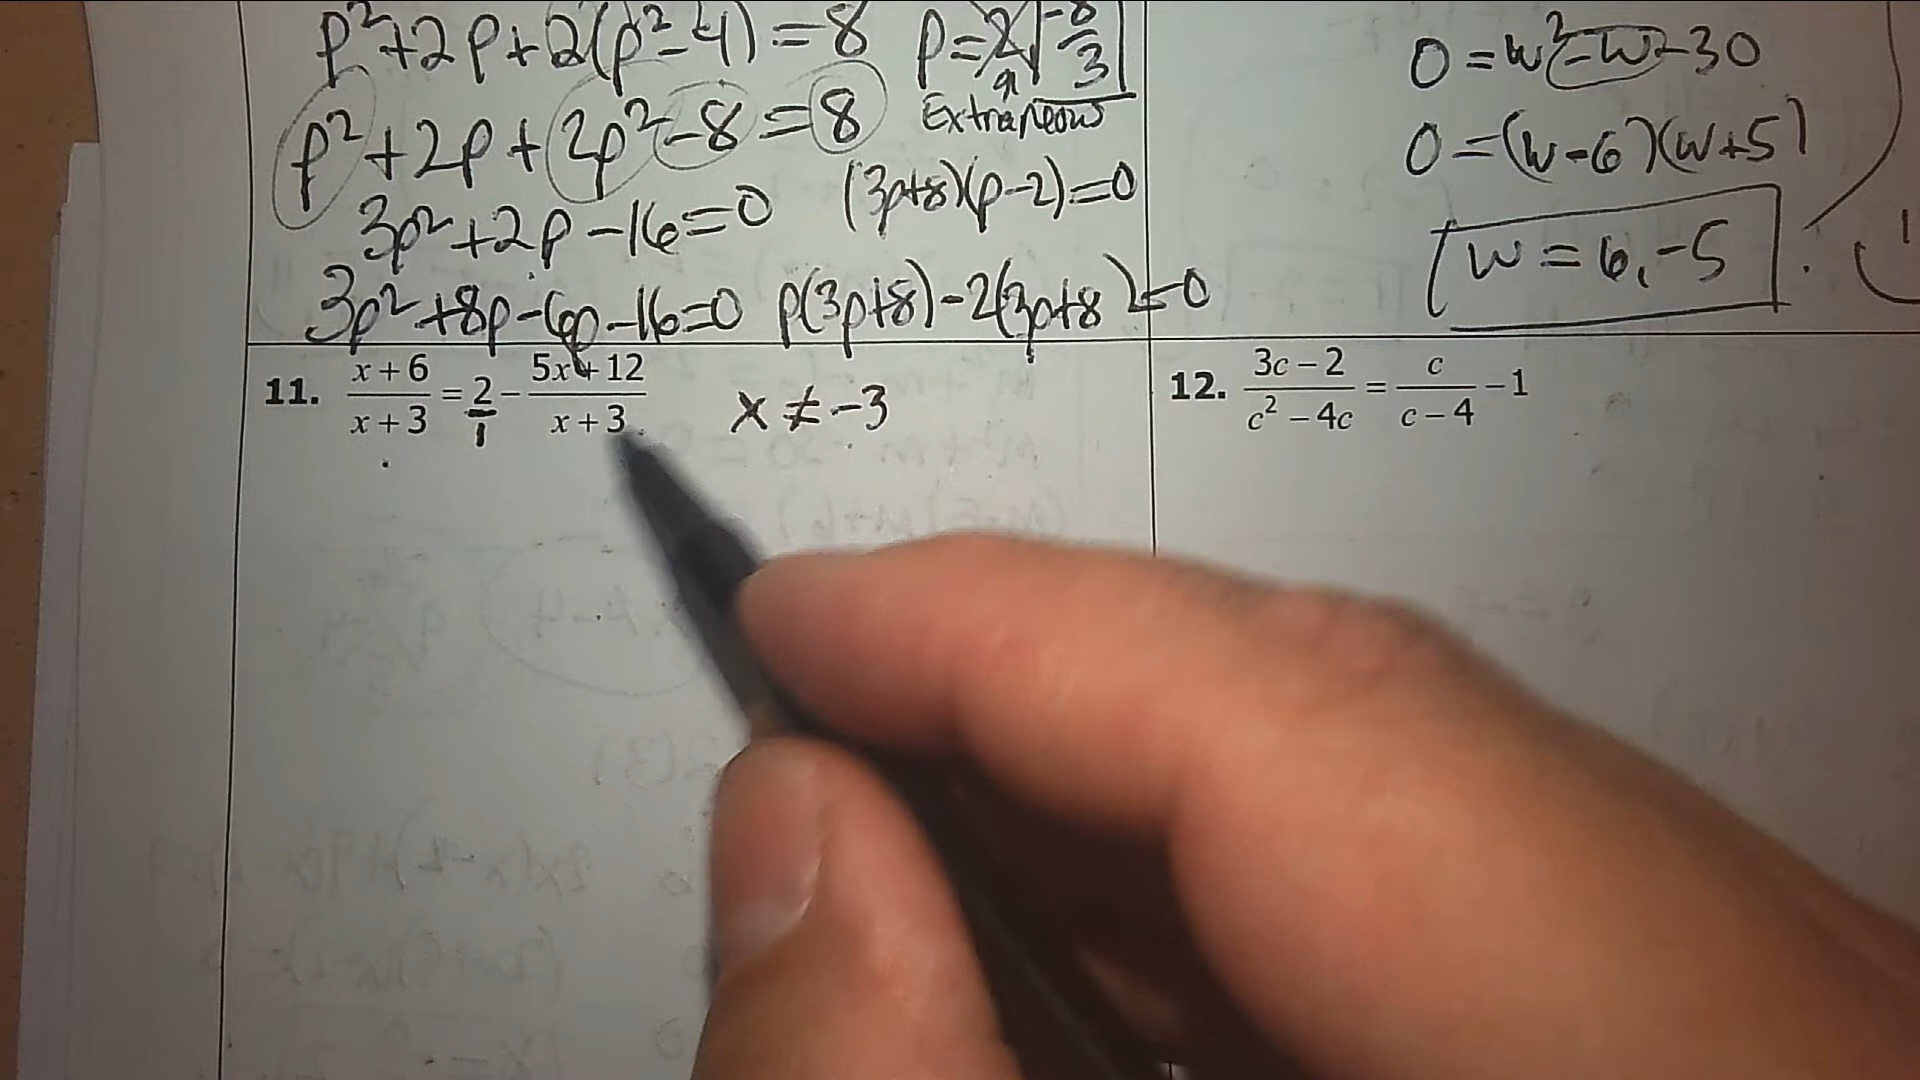 p²+2p+2(p²-4)=8
p²+2p+2p²-8=8
3p²+2p-16=0
3p²+8p-6p-16=0
p=2, -8/3
Extraneous
(3p+8)(p-2)=0
p(3p+8)-2(3p+8)=0
0=w²-w-30
0=(w-6)(w+5)
w=6,-5
11. (x+6)/(x+3) = 2/1 - (5x+12)/(x+3)
x≠-3
12. (3c-2)/(c²-4c) = c/(c-4) - 1